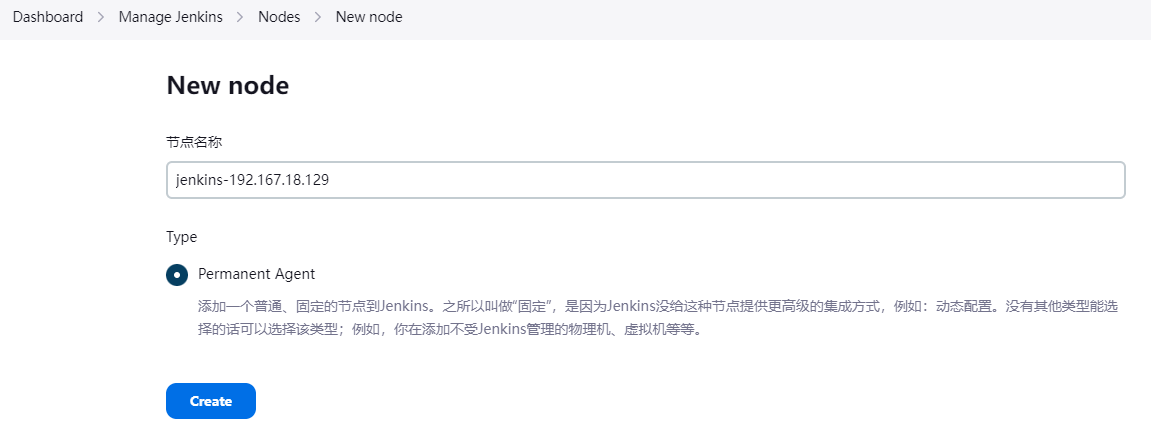 Dashboard > Manage Jenkins > Nodes > New node
New node
节点名称
jenkins-192.167.18.129
Type
Permanent Agent
添加一个普通、固定的节点到Jenkins。之所以叫做“固定”，是因为Jenkins没给这种节点提供更高级的集成方式，例如：动态配置。没有其他类型能选
择的话可以选择该类型；例如，你在添加不受Jenkins管理的物理机、虚拟机等等。
Create